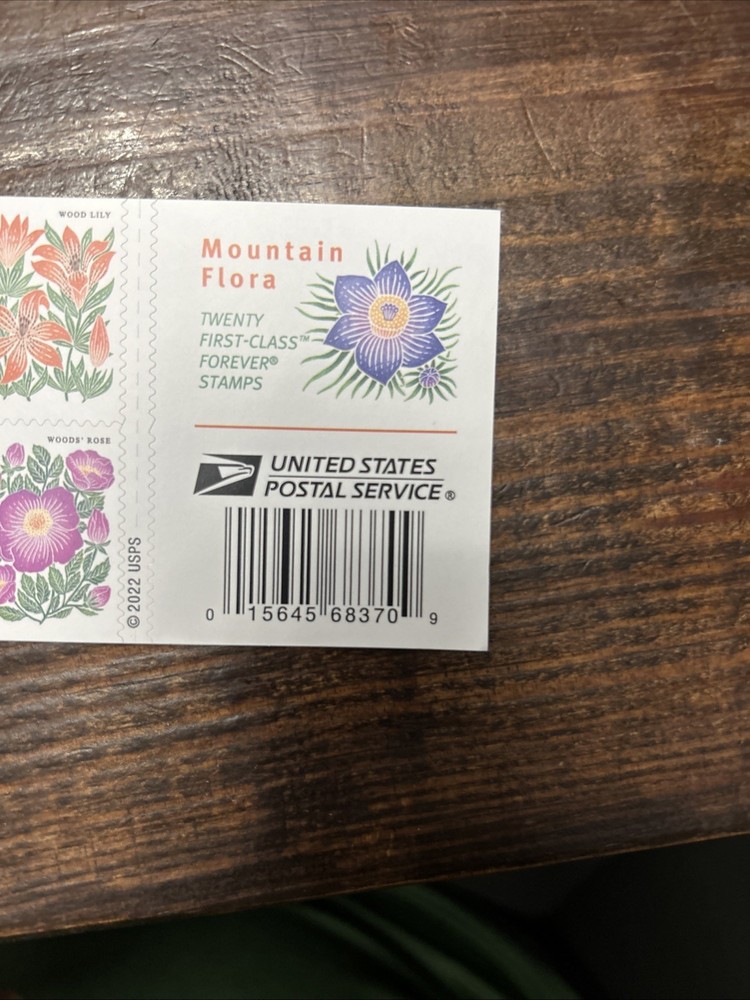 WOOD LILY
WOODS' ROSE
© 2022 USPS
Mountain
Flora
TWENTY
FIRST-CLASS™
FOREVER®
STAMPS
UNITED STATES
POSTAL SERVICE®
0 15645 68370 9